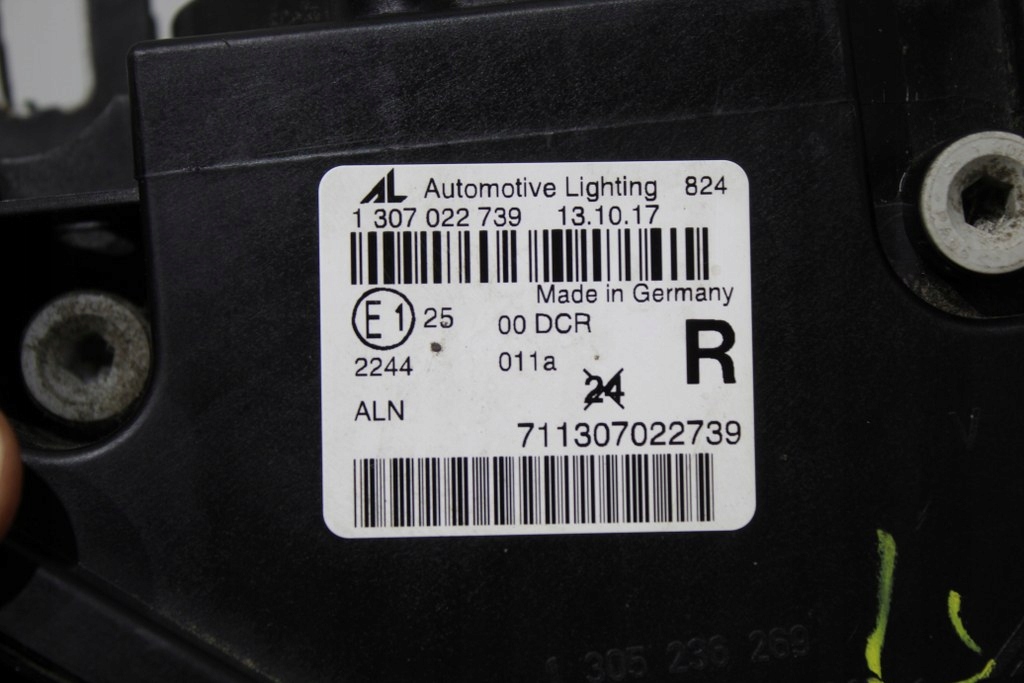 AL Automotive Lighting 824
1 307 022 739 13.10.17
Made in Germany
E1 25 00 DCR
R
2244 011a
24
ALN
711307022739
1 305 236 269